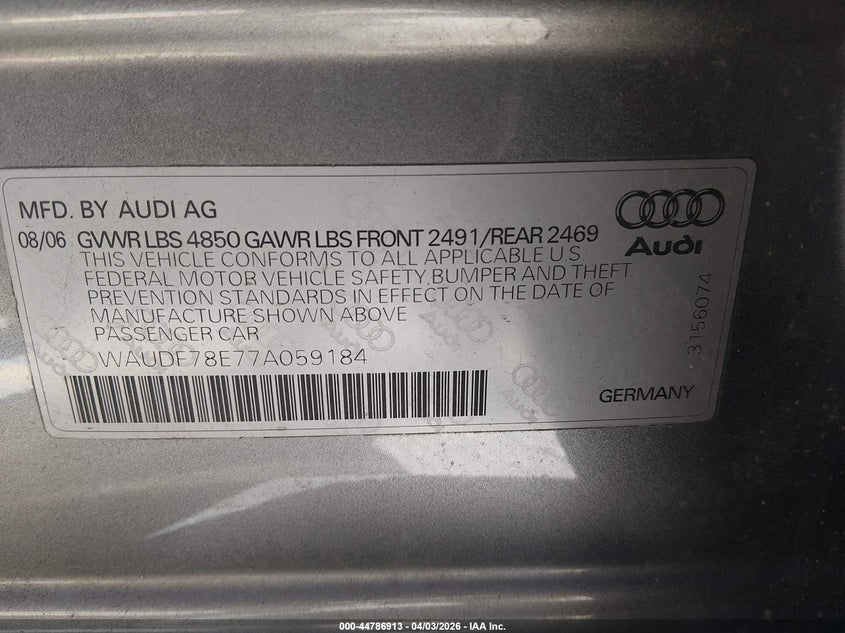 MFD. BY AUDI AG
08/06 GVWR LBS 4850 GAWR LBS FRONT 2491/REAR 2469
THIS VEHICLE CONFORMS TO ALL APPLICABLE U.S
FEDERAL MOTOR VEHICLE SAFETY, BUMPER AND THEFT
PREVENTION STANDARDS IN EFFECT ON THE DATE OF
MANUFACTURE SHOWN ABOVE
PASSENGER CAR
WAUDF78E77A059184
Audi
3156074
GERMANY
000-44786913 - 04/03/2026 - IAA Inc.